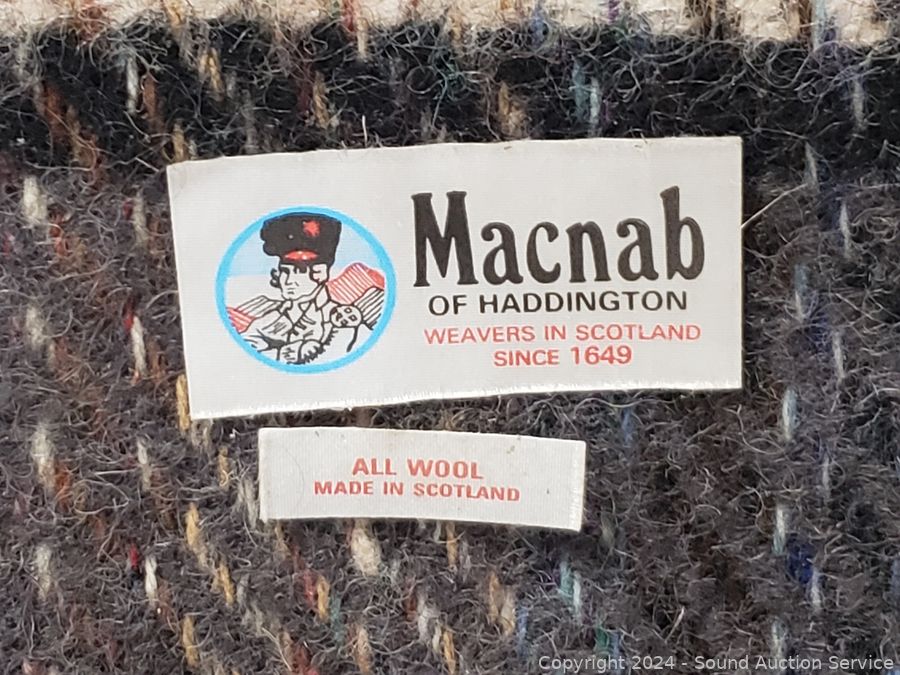 Macnab
OF HADDINGTON
WEAVERS IN SCOTLAND
SINCE 1649
ALL WOOL
MADE IN SCOTLAND
Copyright 2024 - Sound Auction Service